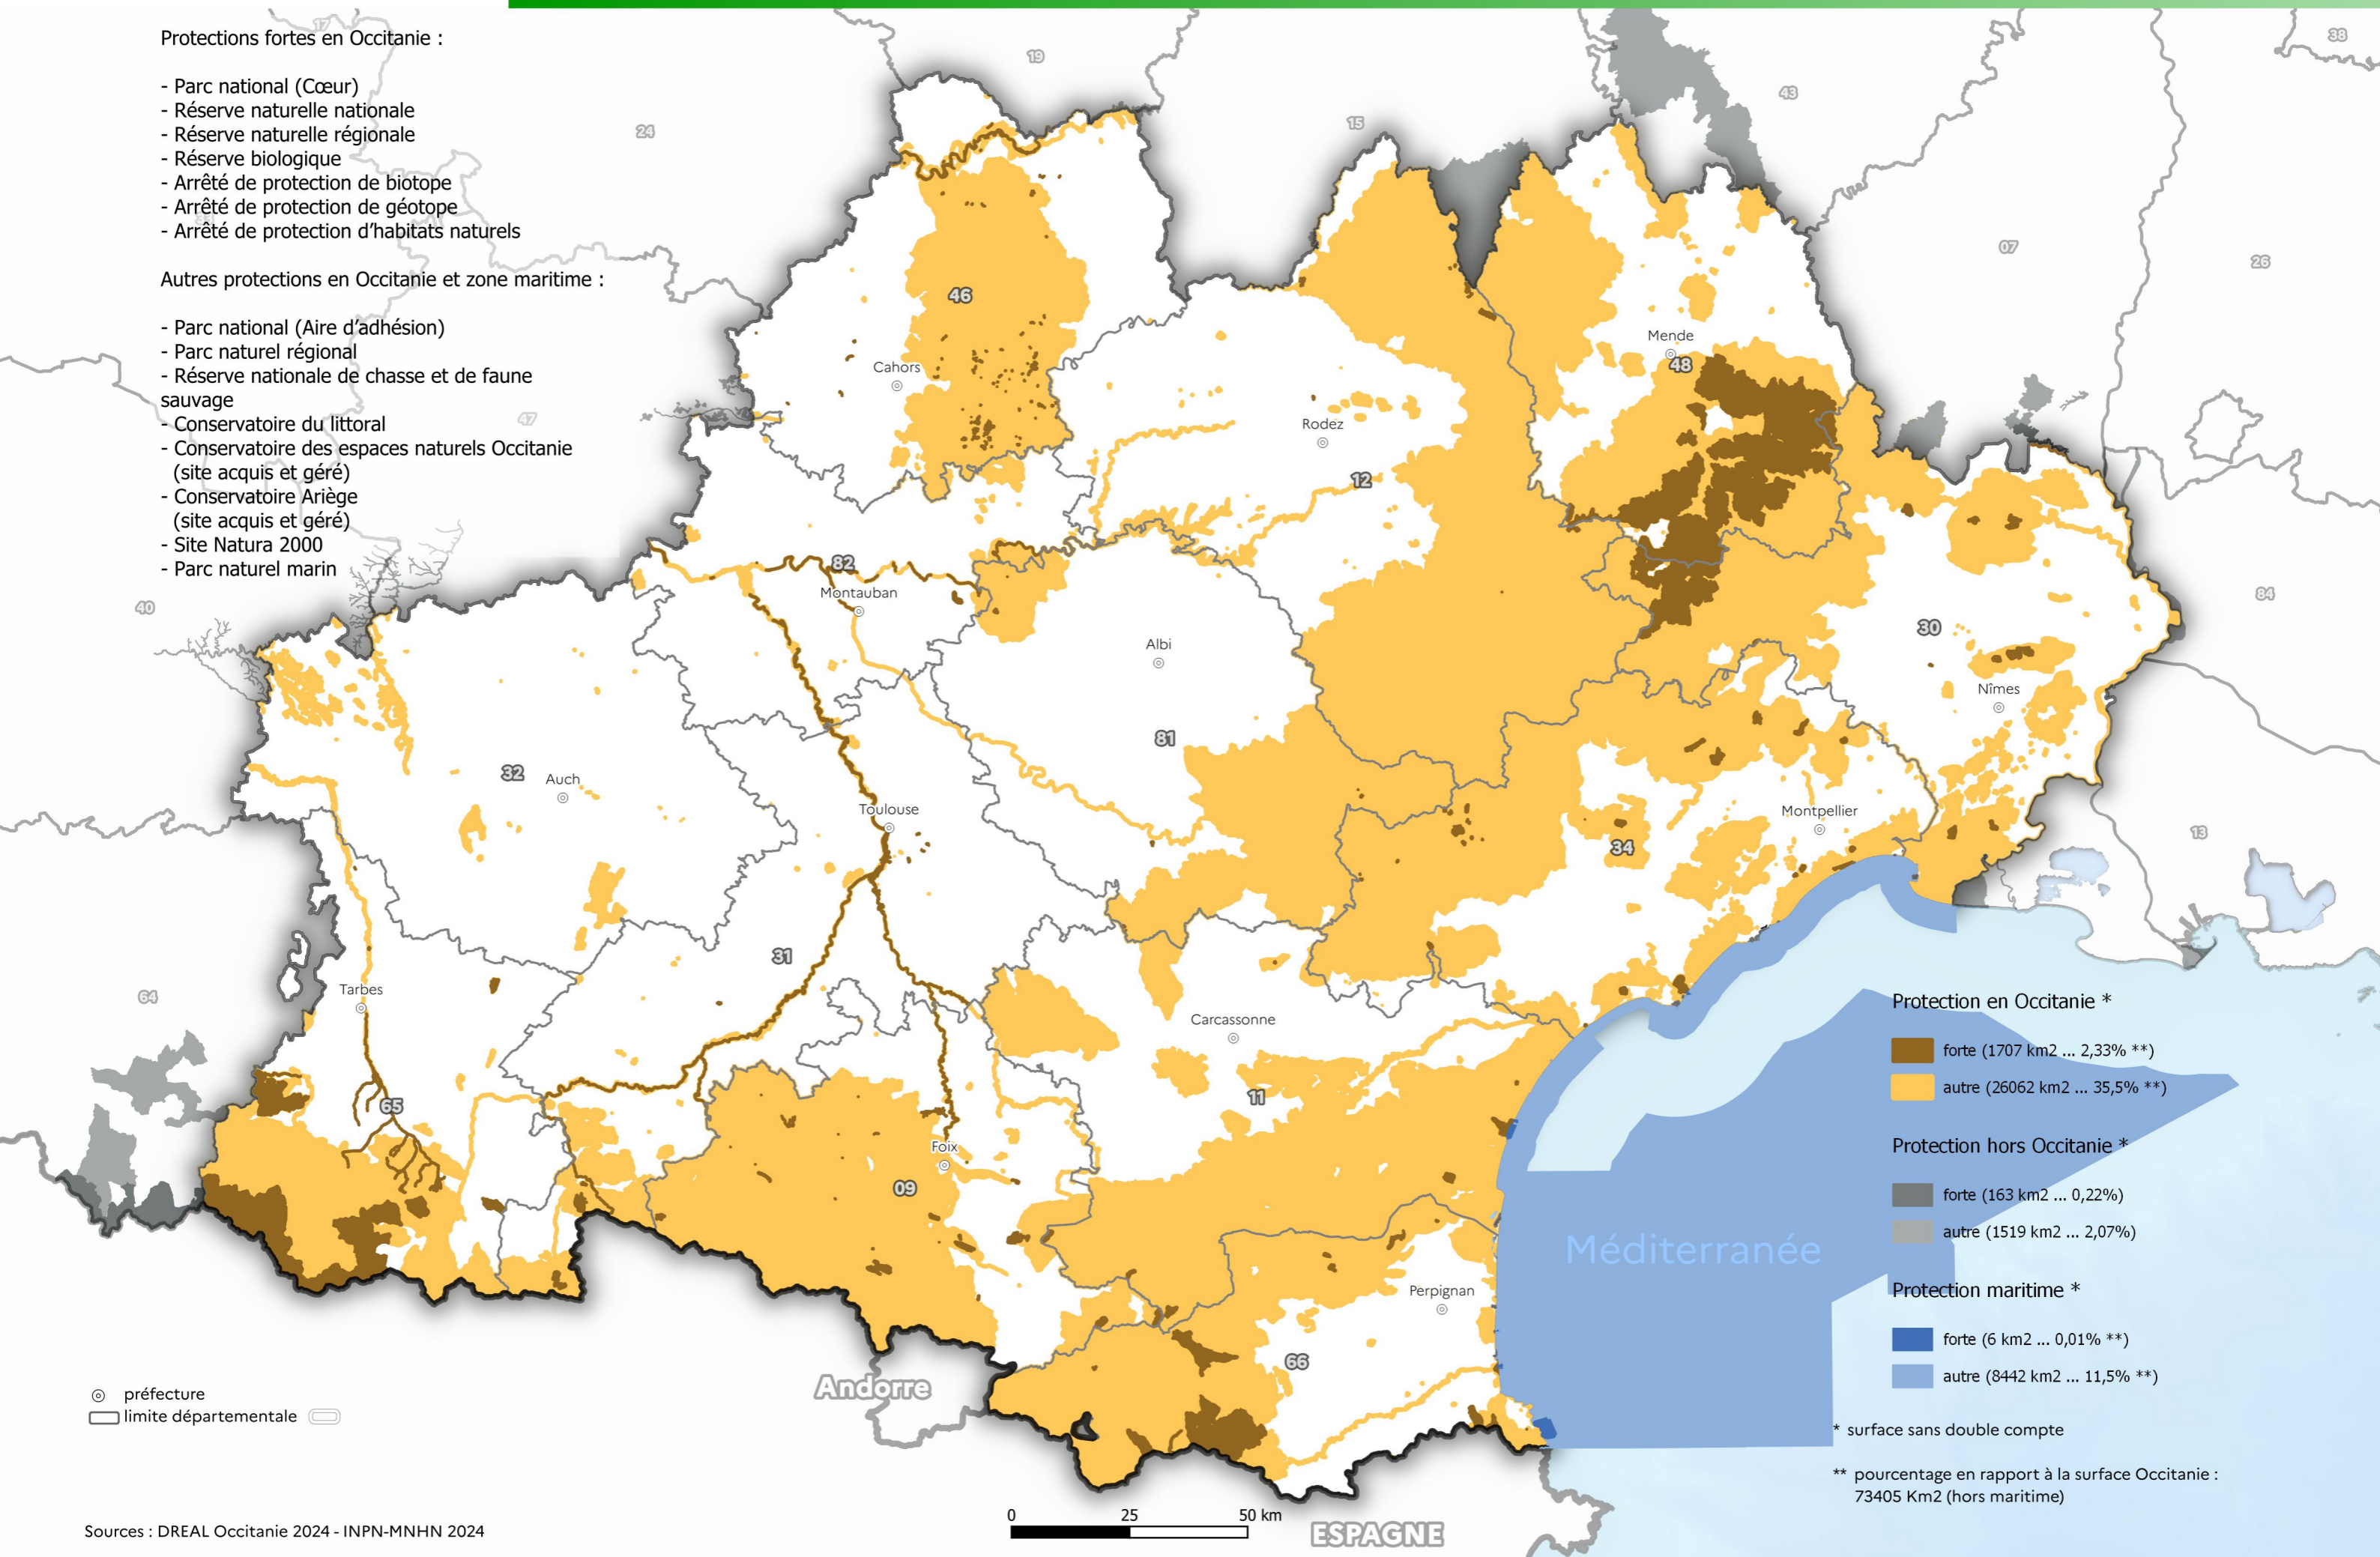 Protections fortes en Occitanie :
- Parc national (Cœur)
- Réserve naturelle nationale
- Réserve naturelle régionale
- Réserve biologique
- Arrêté de protection de biotope
- Arrêté de protection de géotope
- Arrêté de protection d'habitats naturels
Autres protections en Occitanie et zone maritime :
- Parc national (Aire d'adhésion)
- Parc naturel régional
- Réserve nationale de chasse et de faune
sauvage
- Conservatoire du littoral
- Conservatoire des espaces naturels Occitanie
(site acquis et géré)
- Conservatoire Ariège
(site acquis et géré)
- Site Natura 2000
- Parc naturel marin
17
19
38
43
24
15
07
26
46
Mende
48
Cahors
47
Rodez
12
82
Montauban
40
84
30
Albi
Nîmes
81
32
Auch
Toulouse
Montpellier
13
34
31
Tarbes
64
Carcassonne
11
65
Foix
09
Méditerranée
Perpignan
66
Andorre
ESPAGNE
Protection en Occitanie *
forte (1707 km2 ... 2,33% **)
autre (26062 km2 ... 35,5% **)
Protection hors Occitanie *
forte (163 km2 ... 0,22%)
autre (1519 km2 ... 2,07%)
Protection maritime *
forte (6 km2 ... 0,01% **)
autre (8442 km2 ... 11,5% **)
* surface sans double compte
** pourcentage en rapport à la surface Occitanie :
73405 Km2 (hors maritime)
préfecture
limite départementale
0 25 50 km
Sources : DREAL Occitanie 2024 - INPN-MNHN 2024